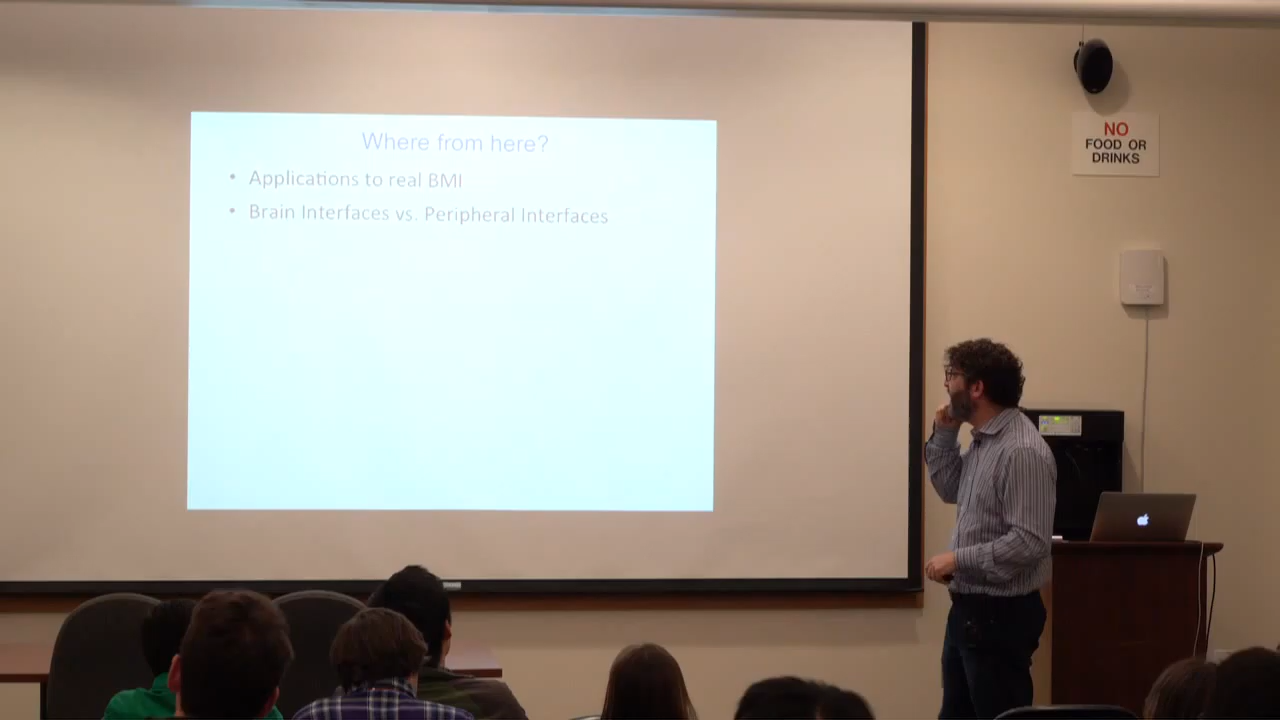 Where from here?
• Applications to real BMI
• Brain Interfaces vs. Peripheral Interfaces
NO
FOOD OR
DRINKS